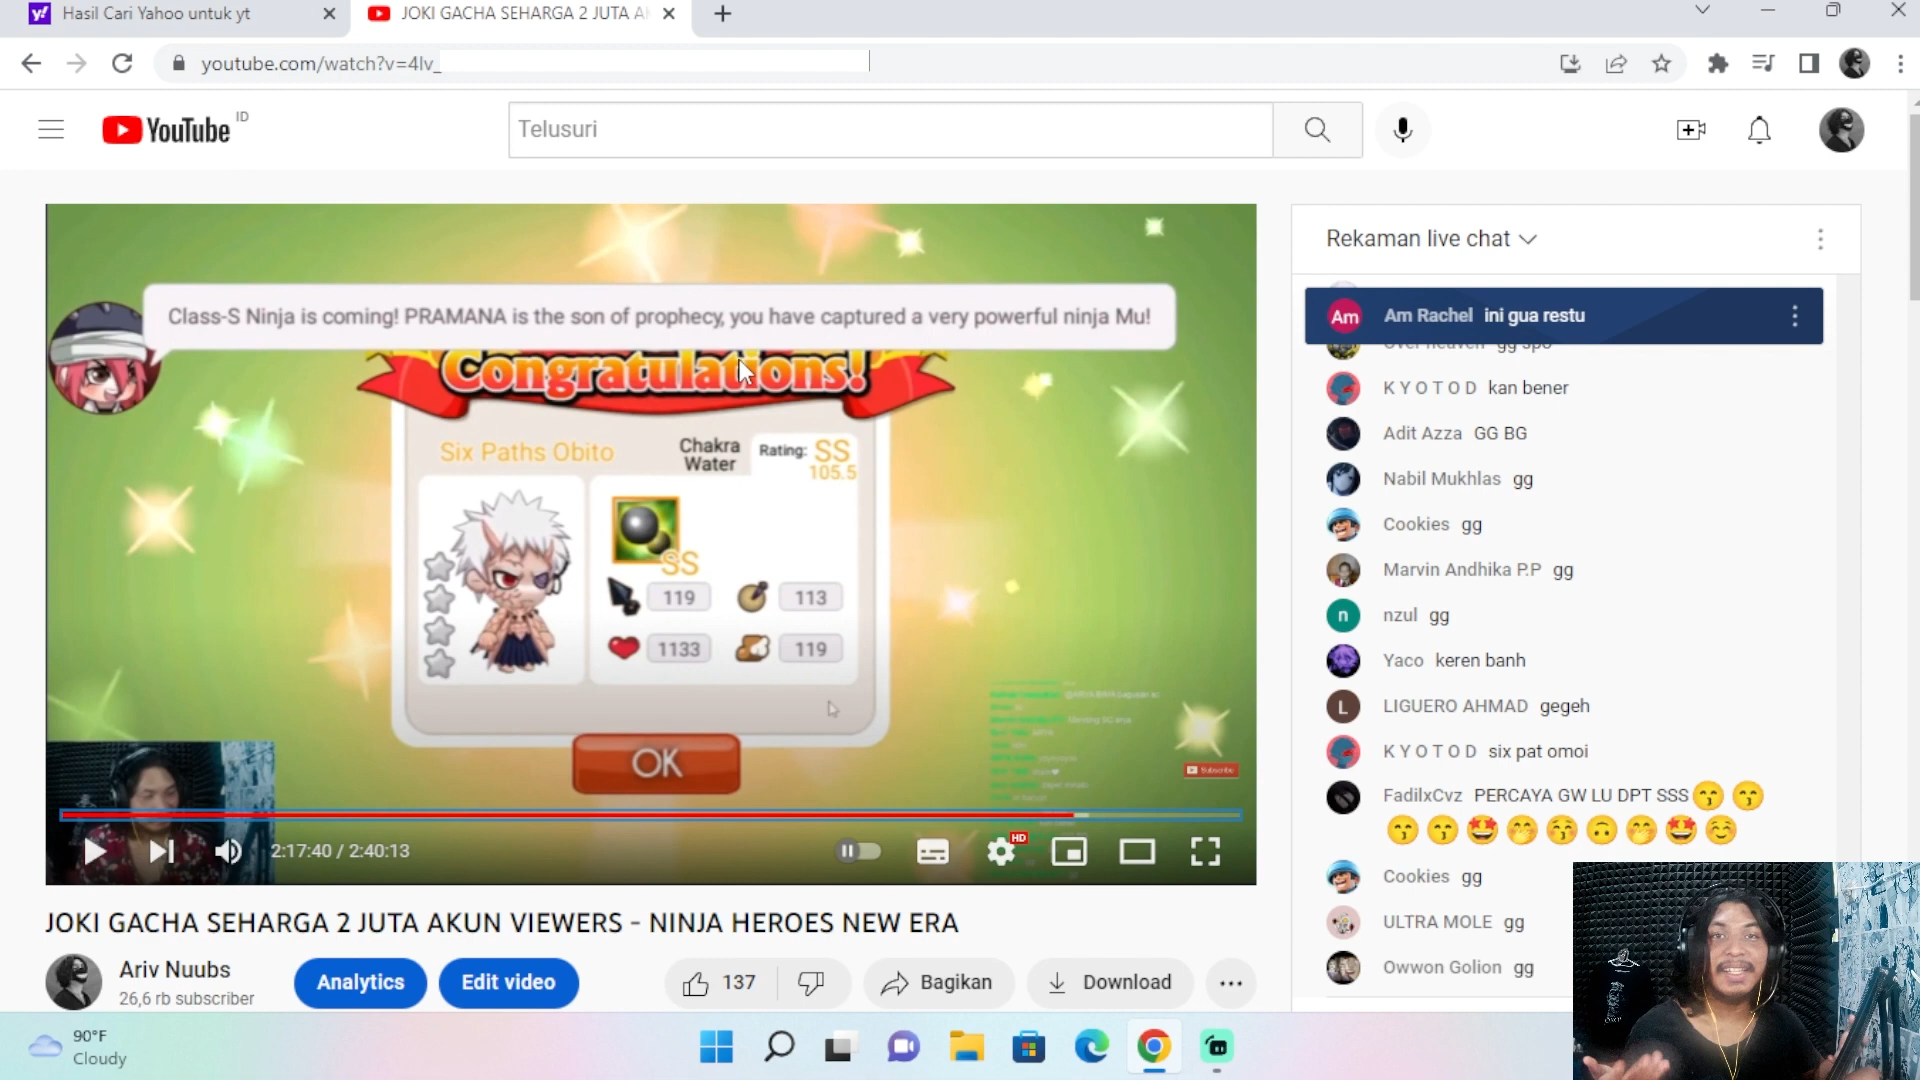 Hasil Cari Yahoo untuk yt
JOKI GACHA SEHARGA 2 JUTA A
youtube.com/watch?v=4lv_
YouTube ID
Telusuri
Rekaman live chat
Class-S Ninja is coming! PRAMANA is the son of prophecy, you have captured a very powerful ninja Mu!
Congratulations!
Six Paths Obito
Chakra
Water
Rating: SS
105.5
SS
119
113
1133
119
OK
Subscribe
2:17:40 / 2:40:13
HD
Am Am Rachel ini gua restu
K Y O T O D kan bener
Adit Azza GG BG
Nabil Mukhlas gg
Cookies gg
Marvin Andhika P.P gg
n nzul gg
Yaco keren banh
L LIGUERO AHMAD gegeh
K Y O T O D six pat omoi
FadilxCvz PERCAYA GW LU DPT SSS😙 😙
😙 😙 🤩 🤭 😚 🙃 🤭 🤩 ☺️
Cookies gg
ULTRA MOLE gg
Owwon Golion gg
JOKI GACHA SEHARGA 2 JUTA AKUN VIEWERS - NINJA HEROES NEW ERA
Ariv Nuubs
26,6 rb subscriber
Analytics
Edit video
137
Bagikan
Download
90°F
Cloudy